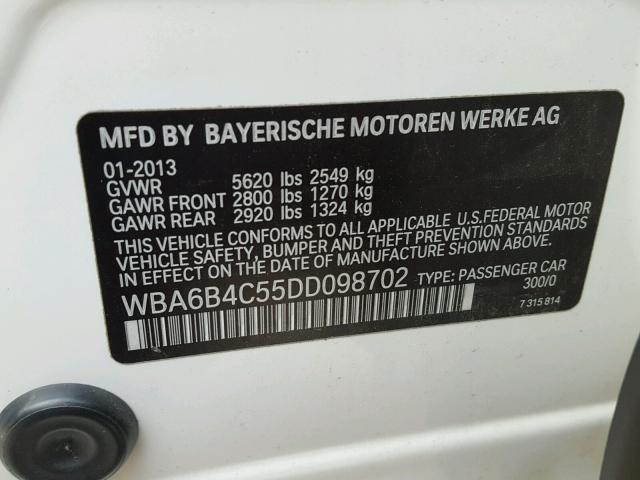 MFD BY BAYERISCHE MOTOREN WERKE AG
01-2013
GVWR 5620 lbs 2549 kg
GAWR FRONT 2800 lbs 1270 kg
GAWR REAR 2920 lbs 1324 kg
THIS VEHICLE CONFORMS TO ALL APPLICABLE U.S.FEDERAL MOTOR
VEHICLE SAFETY, BUMPER AND THEFT PREVENTION STANDARDS
IN EFFECT ON THE DATE OF MANUFACTURE SHOWN ABOVE.
WBA6B4C55DD098702 TYPE: PASSENGER CAR
300/0
7 315 814